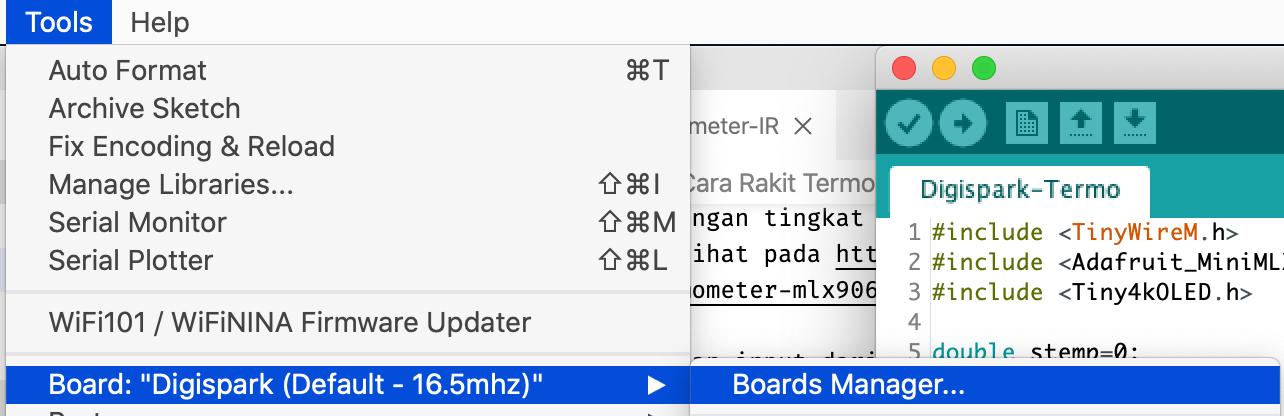 Tools Help
Auto Format ⌘T
Archive Sketch
Fix Encoding & Reload
Manage Libraries... ⇧⌘I
Serial Monitor ⇧⌘M
Serial Plotter ⇧⌘L
WiFi101 / WiFiNINA Firmware Updater
Board: "Digispark (Default - 16.5mhz)" ▶
Boards Manager...
meter-IR ×
Cara Rakit Termo
ngan tingkat
ihat pada htt
ometer-mlx906
Digispark-Termo
1 #include <TinyWireM.h>
2 #include <Adafruit_MiniMLX
3 #include <Tiny4kOLED.h>
4
5 double stemp=0;